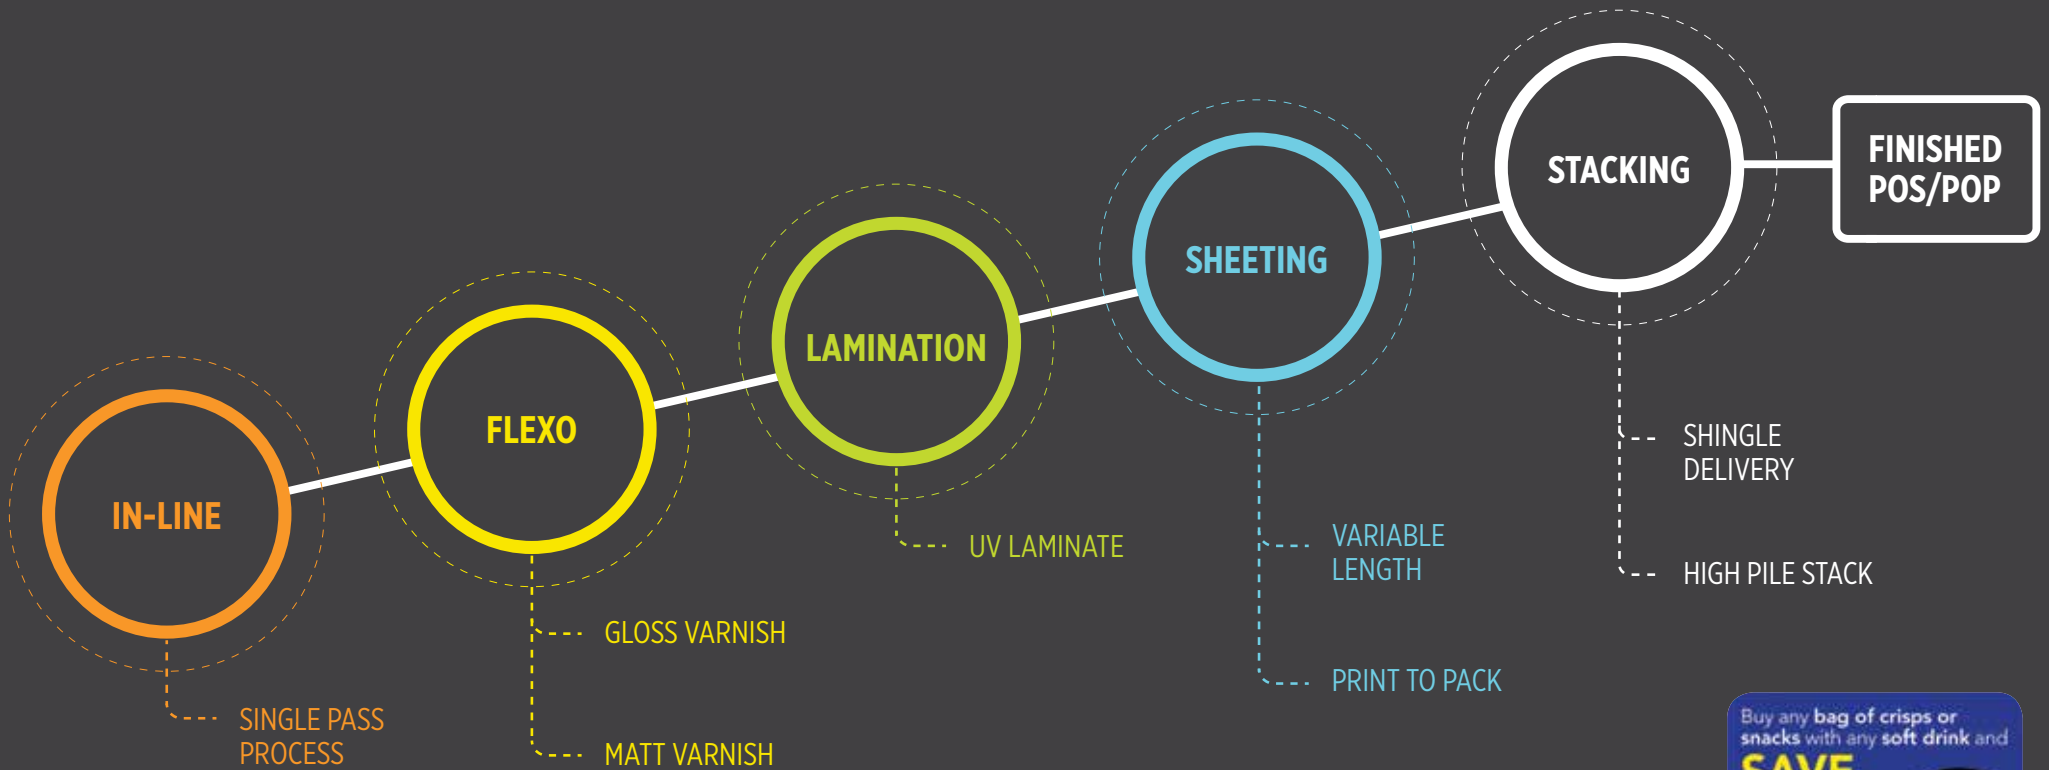 IN-LINE
SINGLE PASS
PROCESS
FLEXO
GLOSS VARNISH
MATT VARNISH
LAMINATION
UV LAMINATE
SHEETING
VARIABLE
LENGTH
PRINT TO PACK
STACKING
SHINGLE
DELIVERY
HIGH PILE STACK
FINISHED
POS/POP
Buy any bag of crisps or
snacks with any soft drink and
SAVE